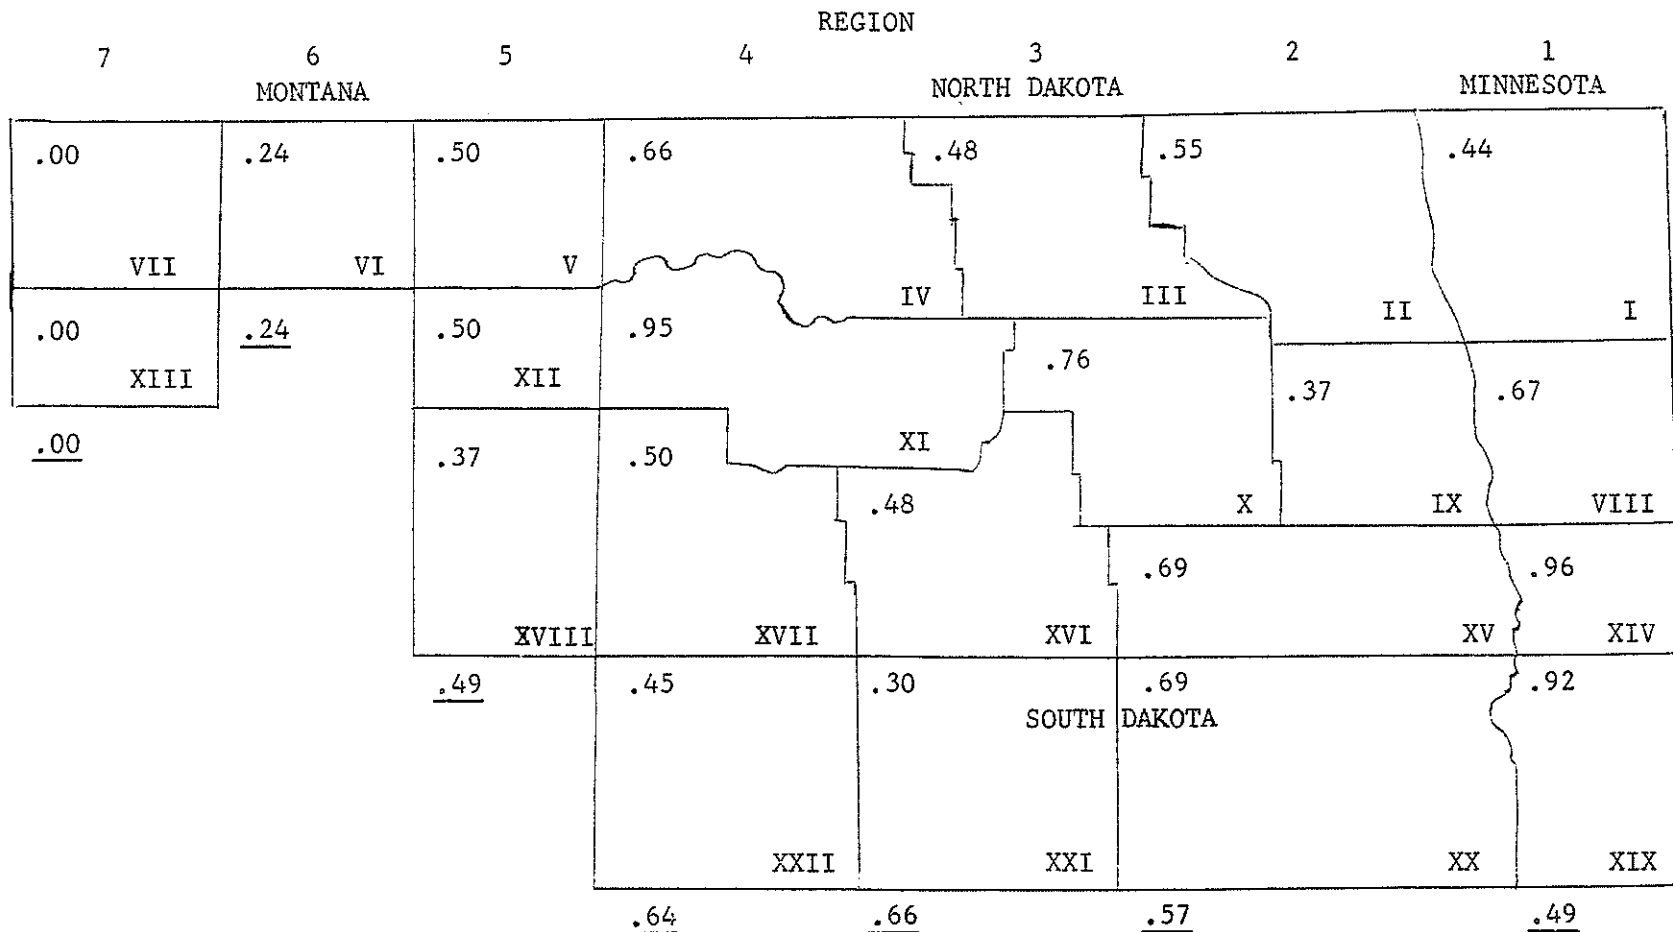 REGION
7 6 5 4 3 2 1
MONTANA NORTH DAKOTA MINNESOTA
.00 .24 .50 .66 .48 .55 .44
VII VI V IV III II I
.00 .24 .50 .95 .76 .37 .67
XIII XII XI X IX VIII
.00 .37 .50 .48 .69 .96
XVIII XVII XVI XV XIV
.49 .45 .30 .69 .92
SOUTH DAKOTA
XXII XXI XX XIX
.64 .66 .57 .49